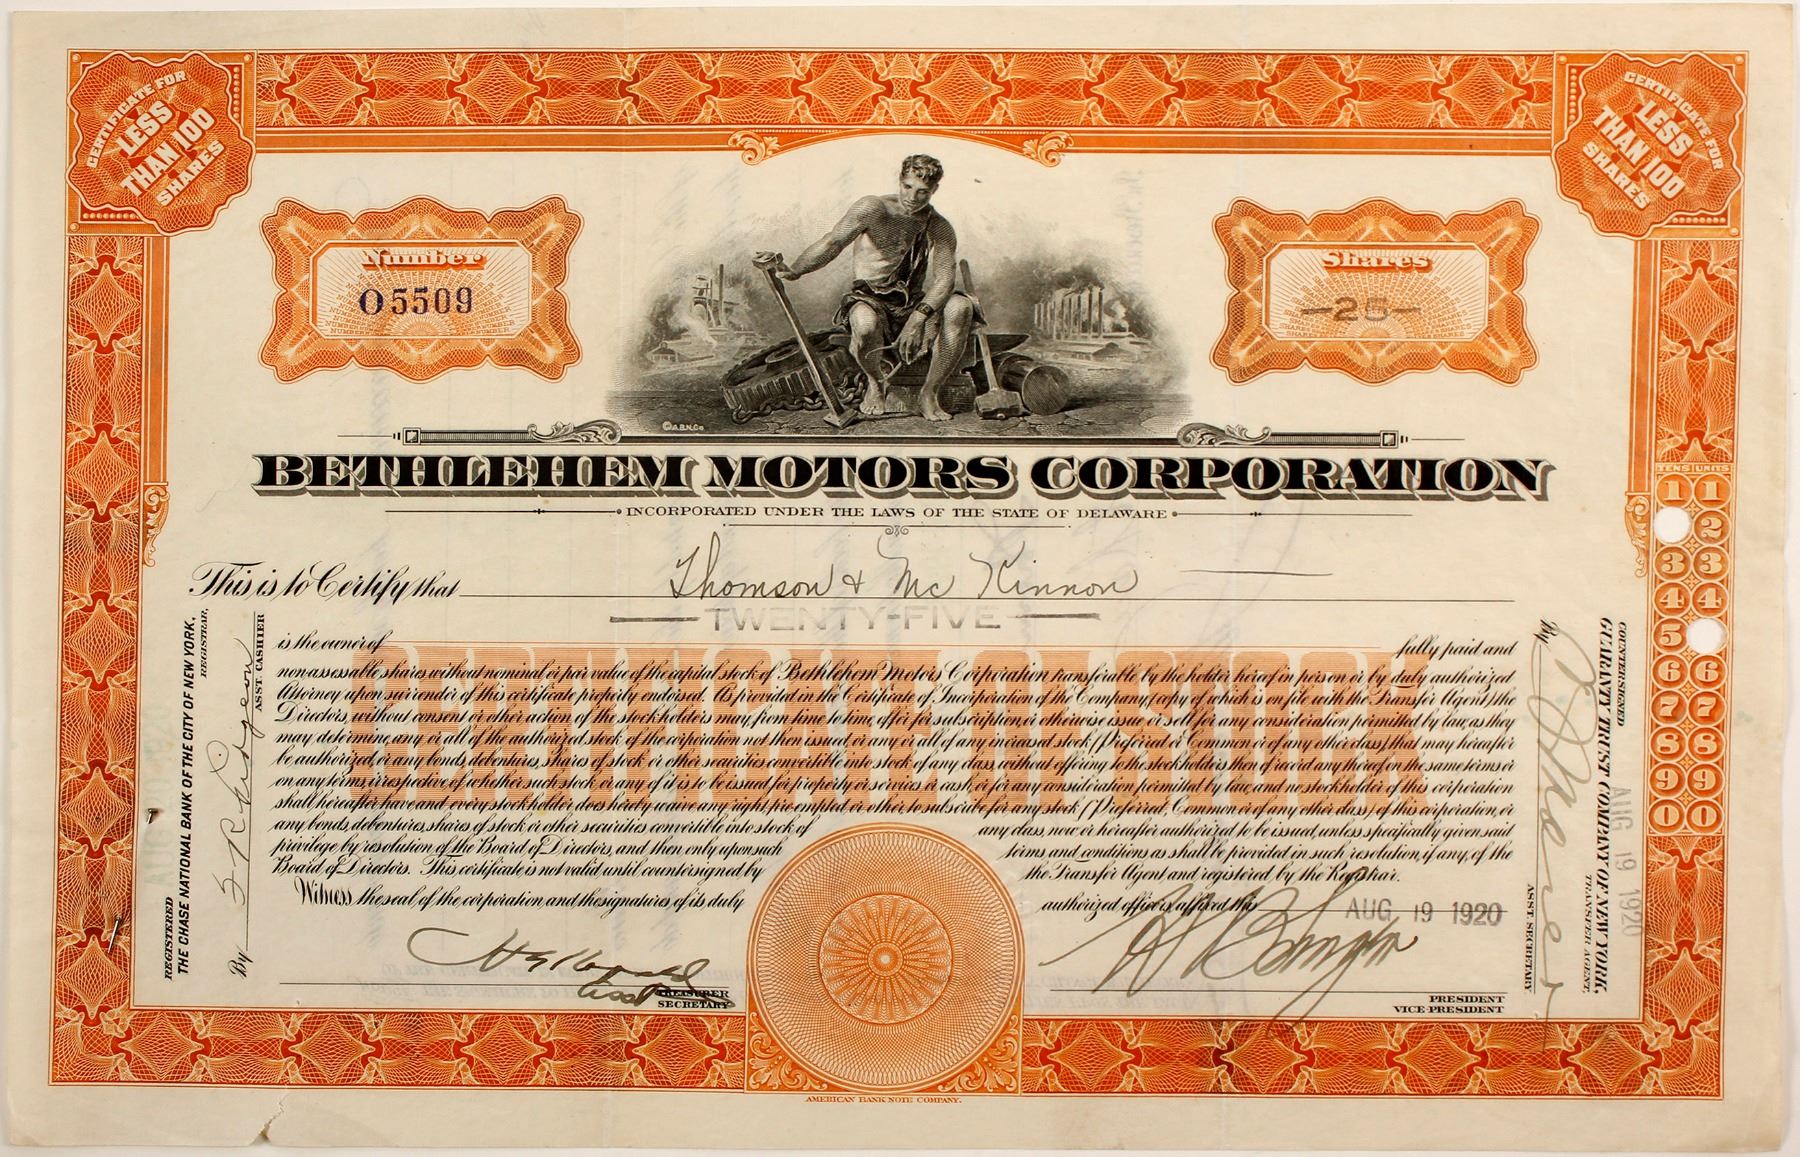 CERTIFICATE FOR
LESS
THAN 100
SHARES
CERTIFICATE FOR
LESS
THAN 100
SHARES
Number
O5509
Shares
—25—
©A.B.N.Co
BETHLEHEM MOTORS CORPORATION
INCORPORATED UNDER THE LAWS OF THE STATE OF DELAWARE
This is to Certify that Thomson & McKinnon
—TWENTY-FIVE—
is the owner of fully paid and
nonassessable shares without nominal or par value of the capital stock of Bethlehem Motors Corporation transferable by the holder hereof in person or by duly authorized
Attorney upon surrender of this certificate properly endorsed. As provided in the Certificate of Incorporation of the Company, (copy of which is on file with the Transfer Agent) the
Directors, without consent or other action of the stockholders may, from time to time, offer for subscription, or otherwise issue or sell for any consideration permitted by law, as they
may determine, any or all of the authorized stock of the corporation not then issued, or any or all of any increased stock (Preferred or Common or of any other class) that may hereafter
be authorized, or any bonds, debentures, shares of stock or other securities convertible into stock of any class, without offering to the stockholders then of record any thereof on the same terms or
on any terms, irrespective of whether such stock or any of it is to be issued for property or services or cash, or for any consideration permitted by law, and no stockholder of this corporation
shall hereafter have and every stockholder does hereby waive any right, pre-empted or other to subscribe for any stock (Preferred, Common or of any other class) of this corporation, or
any bonds, debentures, shares of stock or other securities convertible into stock of any class, now or hereafter authorized to be issued, unless specifically given said
privilege by resolution of the Board of Directors, and then only upon such terms and conditions as shall be provided in such resolution, if any, of the
Board of Directors. This certificate is not valid until countersigned by the Transfer Agent and registered by the Registrar.
Witness the seal of the corporation and the signatures of its duly authorized officers, affixed this AUG 19 1920
TREASURER
SECRETARY
PRESIDENT
VICE-PRESIDENT
REGISTERED
THE CHASE NATIONAL BANK OF THE CITY OF NEW YORK,
REGISTRAR.
By
ASST. CASHIER
COUNTERSIGNED
GUARANTY TRUST COMPANY OF NEW YORK,
TRANSFER AGENT.
By
ASST. SECRETARY
AUG 19 1920
TENS UNITS
1 1
2
3 3
4 4
5
6 6
7 7
8 8
9 9
0 0
AMERICAN BANK NOTE COMPANY.